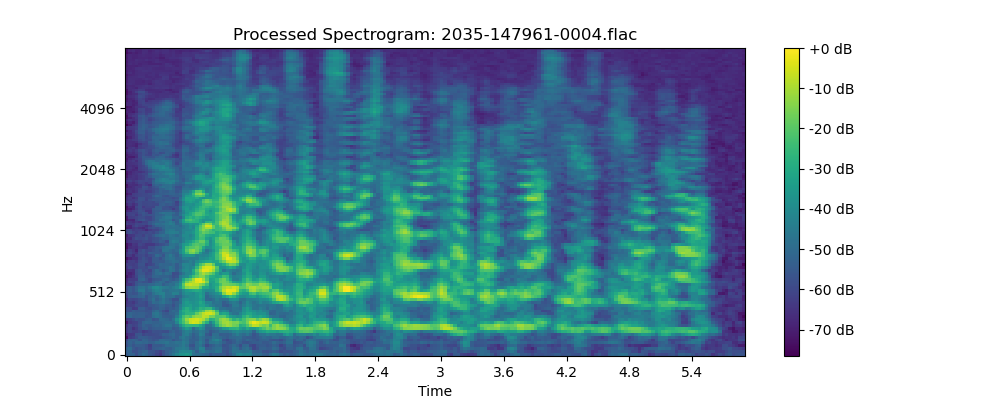 Processed Spectrogram: 2035-147961-0004.flac
+0 dB
4096
-10 dB
-20 dB
2048
-30 dB
Hz
1024
-40 dB
-50 dB
512
-60 dB
-70 dB
0
0 0.6 1.2 1.8 2.4 3 3.6 4.2 4.8 5.4
Time